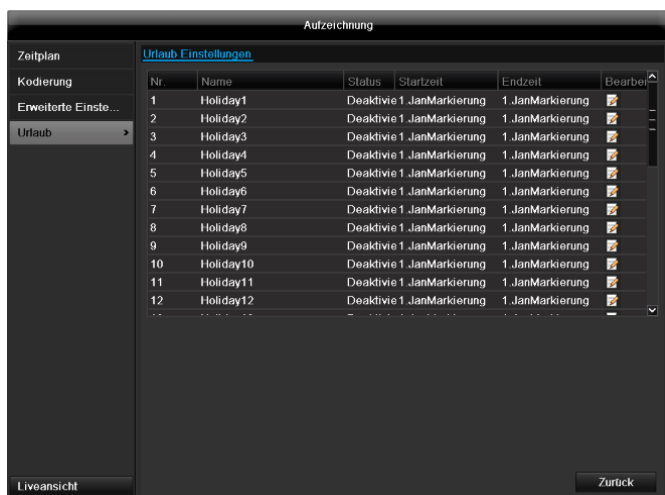 Aufzeichnung
Zeitplan
Kodierung
Erweiterte Einste...
Urlaub >
Liveansicht
Urlaub Einstellungen
Nr. Name Status Startzeit Endzeit Bearbei
1 Holiday1 Deaktivie 1.JanMarkierung 1.JanMarkierung
2 Holiday2 Deaktivie 1.JanMarkierung 1.JanMarkierung
3 Holiday3 Deaktivie 1.JanMarkierung 1.JanMarkierung
4 Holiday4 Deaktivie 1.JanMarkierung 1.JanMarkierung
5 Holiday5 Deaktivie 1.JanMarkierung 1.JanMarkierung
6 Holiday6 Deaktivie 1.JanMarkierung 1.JanMarkierung
7 Holiday7 Deaktivie 1.JanMarkierung 1.JanMarkierung
8 Holiday8 Deaktivie 1.JanMarkierung 1.JanMarkierung
9 Holiday9 Deaktivie 1.JanMarkierung 1.JanMarkierung
10 Holiday10 Deaktivie 1.JanMarkierung 1.JanMarkierung
11 Holiday11 Deaktivie 1.JanMarkierung 1.JanMarkierung
12 Holiday12 Deaktivie 1.JanMarkierung 1.JanMarkierung
Zurück